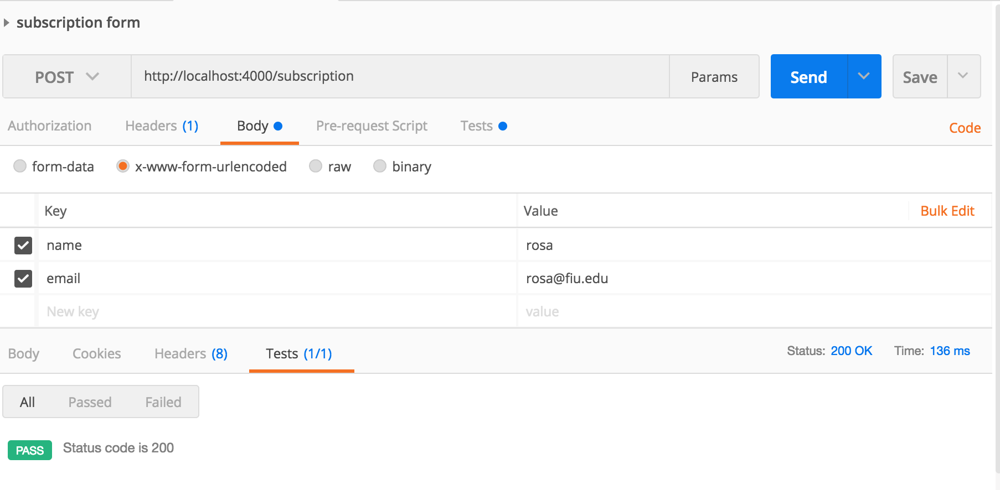 subscription form
POST http://localhost:4000/subscription Params Send Save
Authorization Headers (1) Body Pre-request Script Tests Code
form-data x-www-form-urlencoded raw binary
Key Value Bulk Edit
name rosa
email rosa@fiu.edu
New key value
Body Cookies Headers (8) Tests (1/1) Status: 200 OK Time: 136 ms
All Passed Failed
PASS Status code is 200